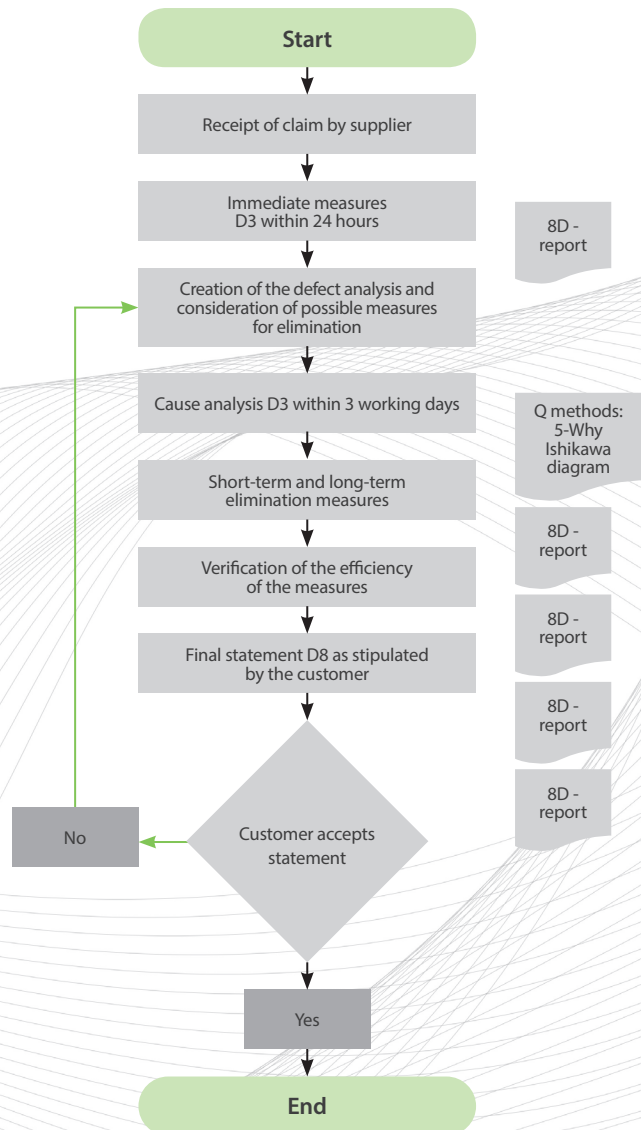 Start
Receipt of claim by supplier
Immediate measures
D3 within 24 hours
8D -
report
Creation of the defect analysis and
consideration of possible measures
for elimination
Cause analysis D3 within 3 working days
Q methods:
5-Why
Ishikawa
diagram
Short-term and long-term
elimination measures
8D -
report
Verification of the efficiency
of the measures
8D -
report
Final statement D8 as stipulated
by the customer
8D -
report
Customer accepts
statement
8D -
report
No
Yes
End